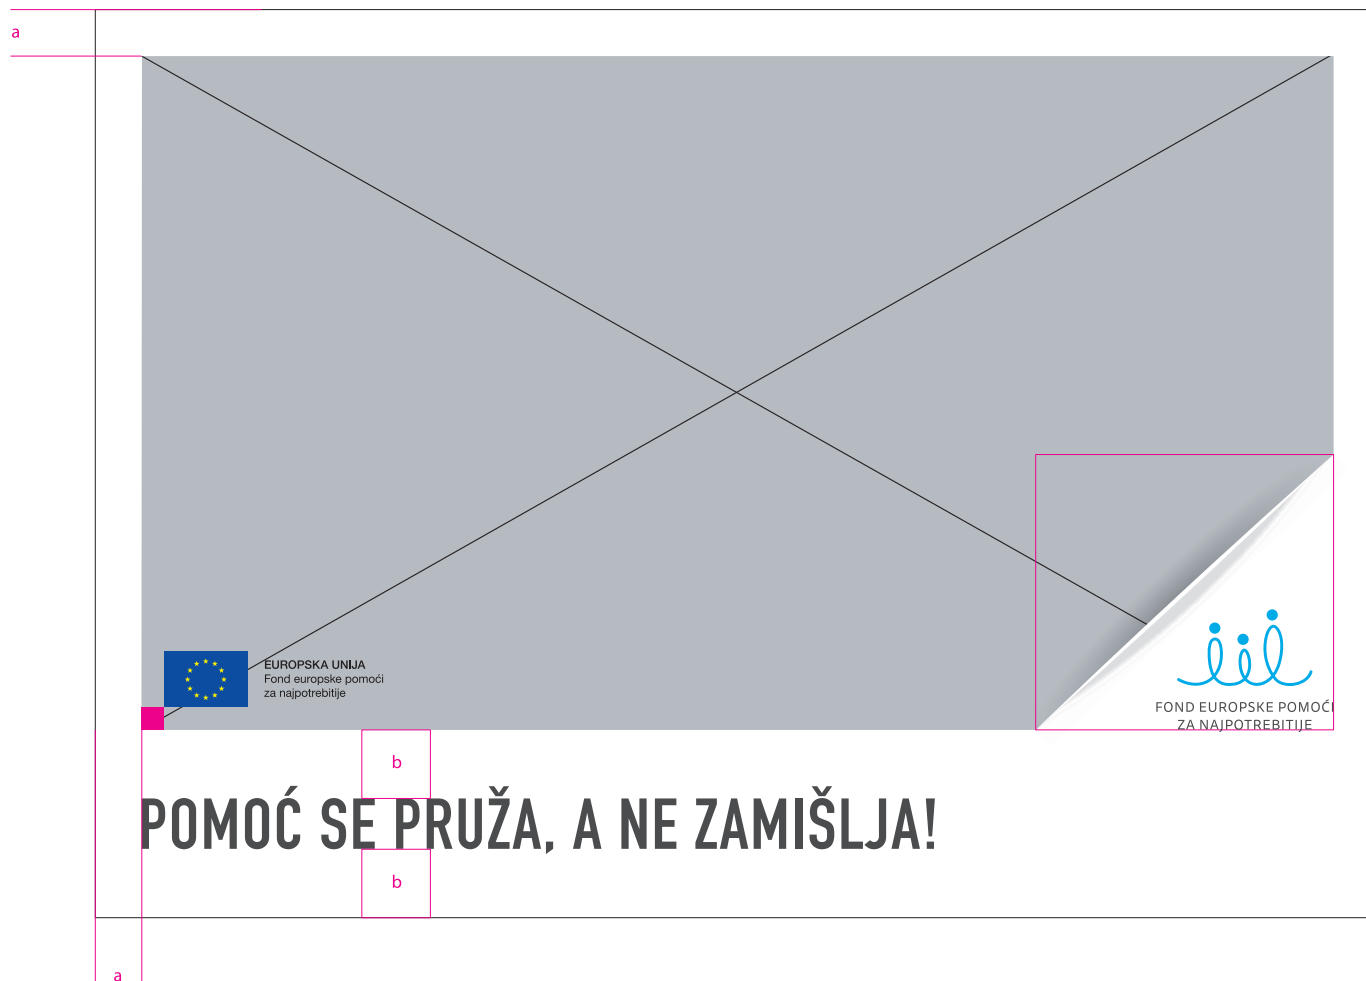 a
EUROPSKA UNIJA
Fond europske pomoći
za najpotrebitije
FOND EUROPSKE POMOĆI
ZA NAJPOTREBITIJE
b
POMOĆ SE PRUŽA, A NE ZAMIŠLJA!
b
a